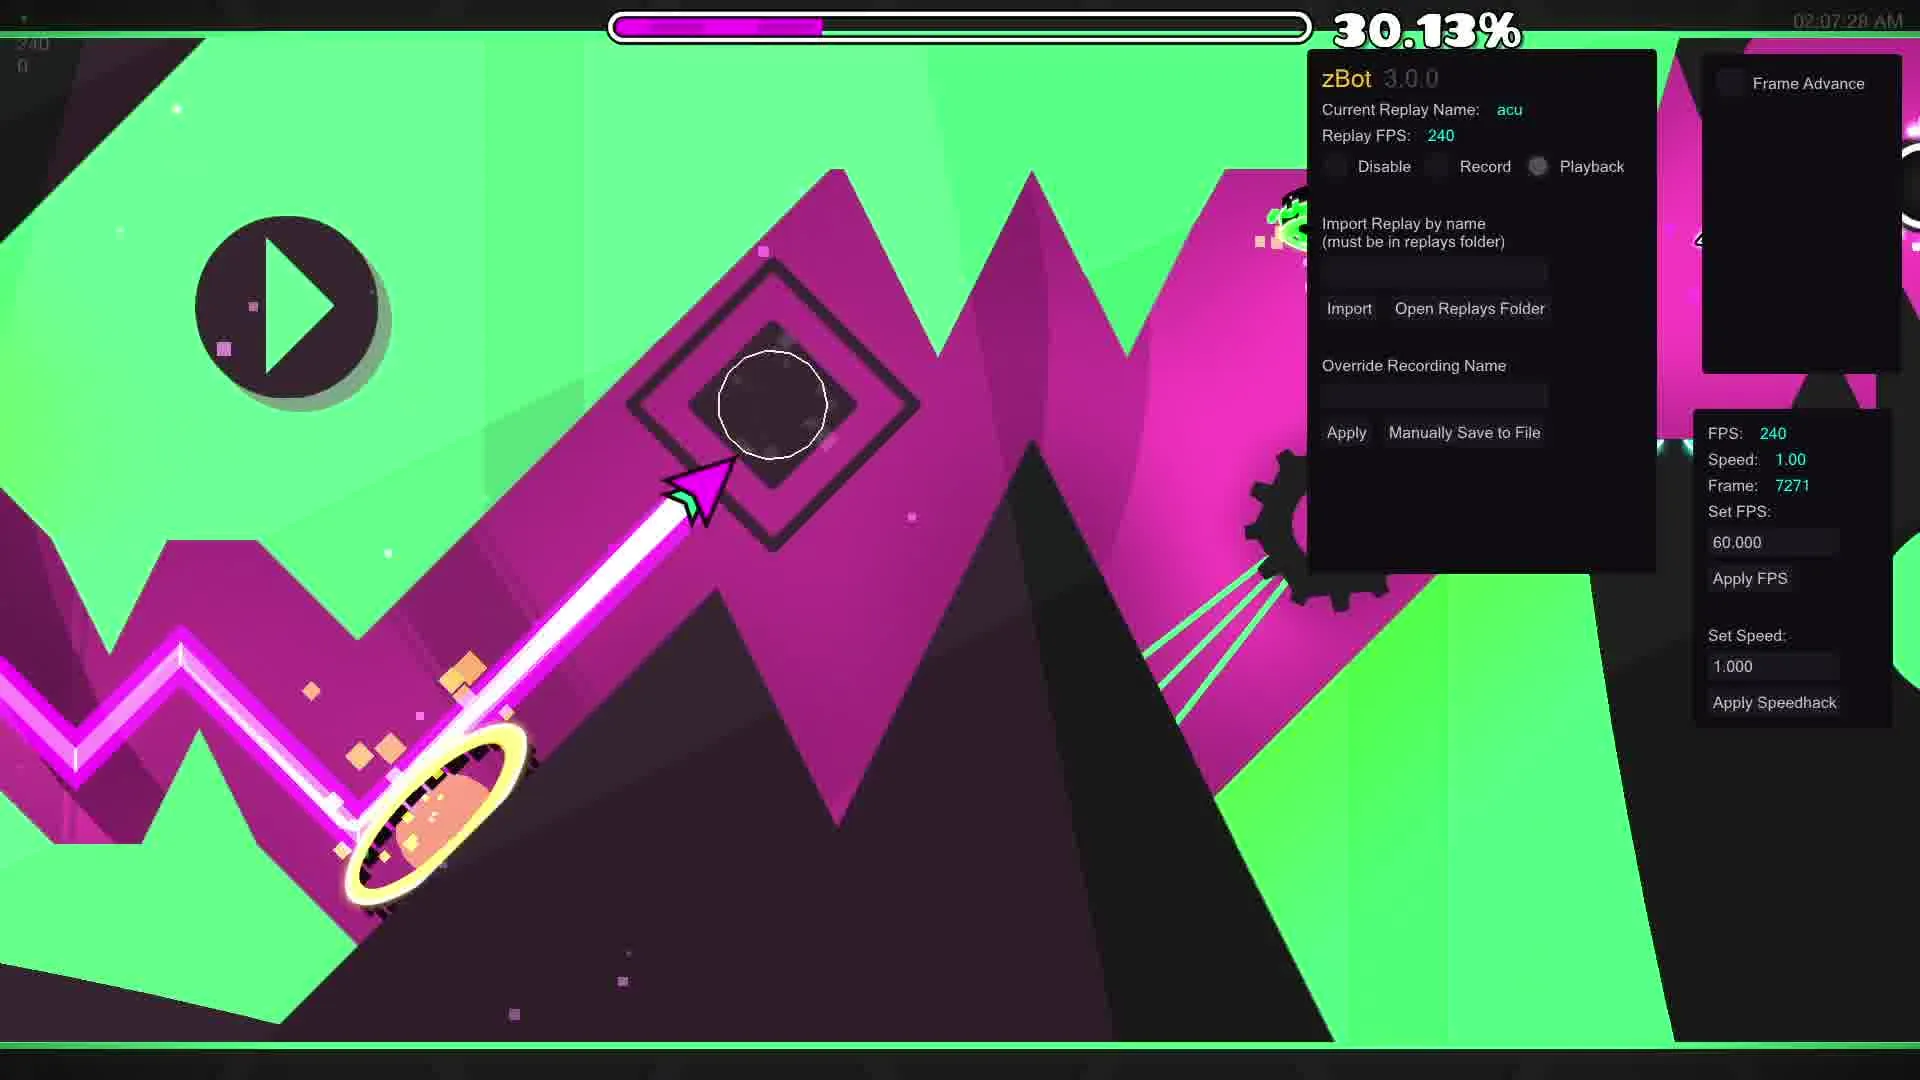 30.13%
02:07:28 AM
240
0
zBot 3.0.0
Current Replay Name: acu
Replay FPS: 240
Disable Record Playback
Import Replay by name
(must be in replays folder)
Import Open Replays Folder
Override Recording Name
Apply Manually Save to File
Frame Advance
FPS: 240
Speed: 1.00
Frame: 7271
Set FPS:
60.000
Apply FPS
Set Speed:
1.000
Apply Speedhack